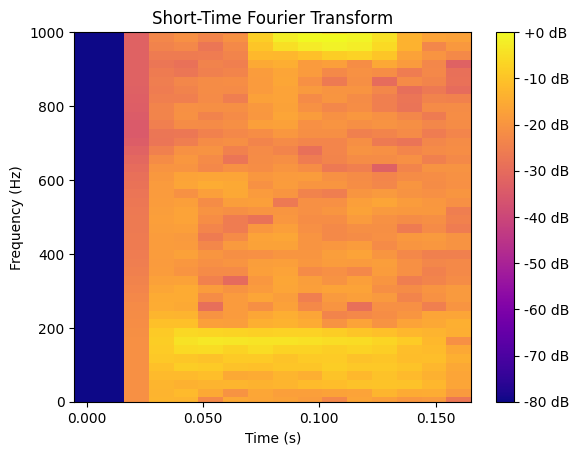 Short-Time Fourier Transform
Frequency (Hz)
1000
800
600
400
200
0
0.000
0.050
0.100
0.150
Time (s)
+0 dB
-10 dB
-20 dB
-30 dB
-40 dB
-50 dB
-60 dB
-70 dB
-80 dB